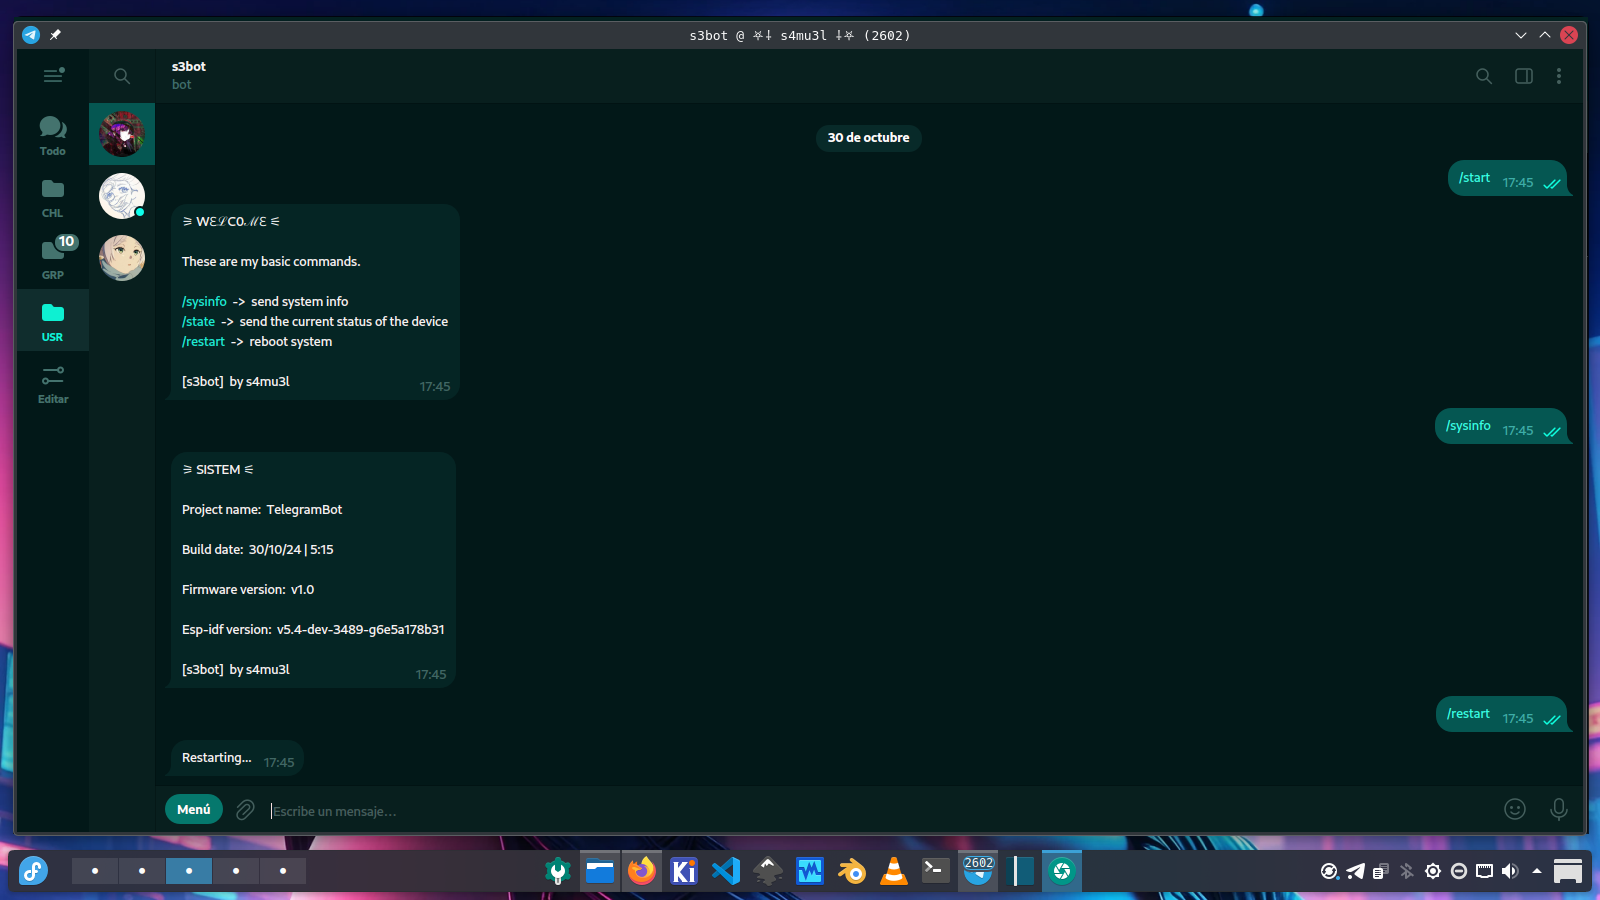 s3bot @ ⛧⸸ s4mu3l ⸸⛧ (2602)
s3bot
bot
Todo
CHL
10
GRP
USR
Editar
30 de octubre
/start 17:45
⚞ WƐℒC0ℳƐ ⚟
These are my basic commands.
/sysinfo -> send system info
/state -> send the current status of the device
/restart -> reboot system
[s3bot] by s4mu3l 17:45
/sysinfo 17:45
⚞ SISTEM ⚟
Project name: TelegramBot
Build date: 30/10/24 | 5:15
Firmware version: v1.0
Esp-idf version: v5.4-dev-3489-g6e5a178b31
[s3bot] by s4mu3l 17:45
/restart 17:45
Restarting... 17:45
Menú
Escribe un mensaje...
Ki
2602